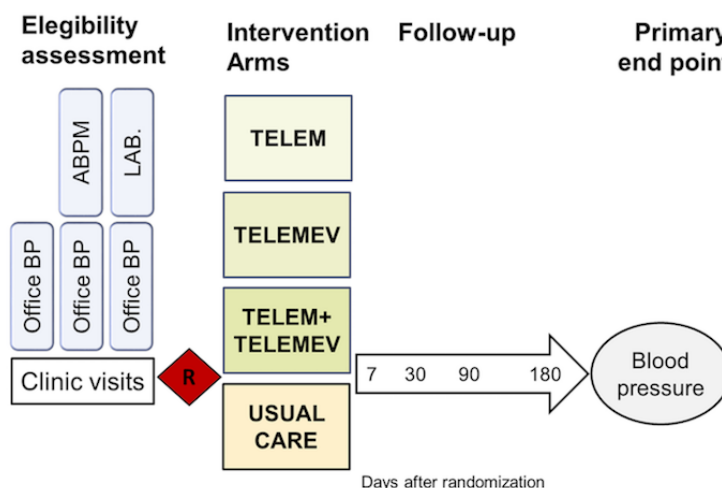 Elegibility
assessment
Intervention
Arms
Follow-up
Primary
end point
ABPM
LAB.
Office BP
Office BP
Office BP
Clinic visits
R
TELEM
TELEMEV
TELEM+
TELEMEV
USUAL
CARE
7 30 90 180
Days after randomization
Blood
pressure